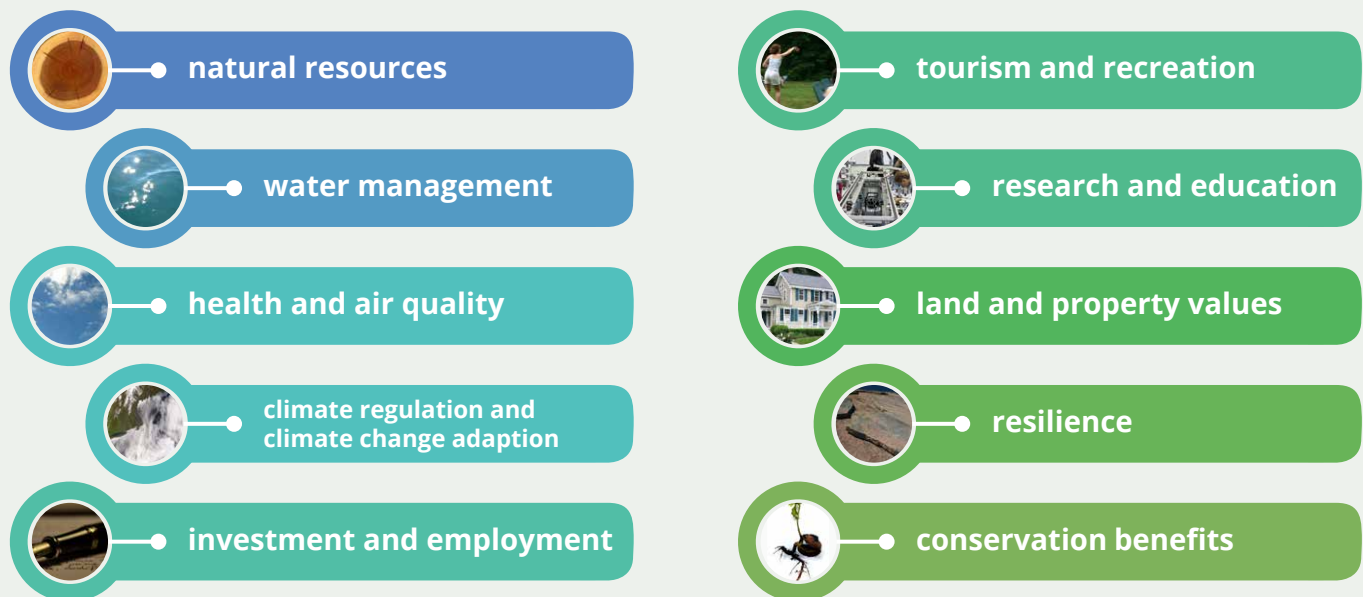 natural resources
water management
health and air quality
climate regulation and
climate change adaption
investment and employment
tourism and recreation
research and education
land and property values
resilience
conservation benefits